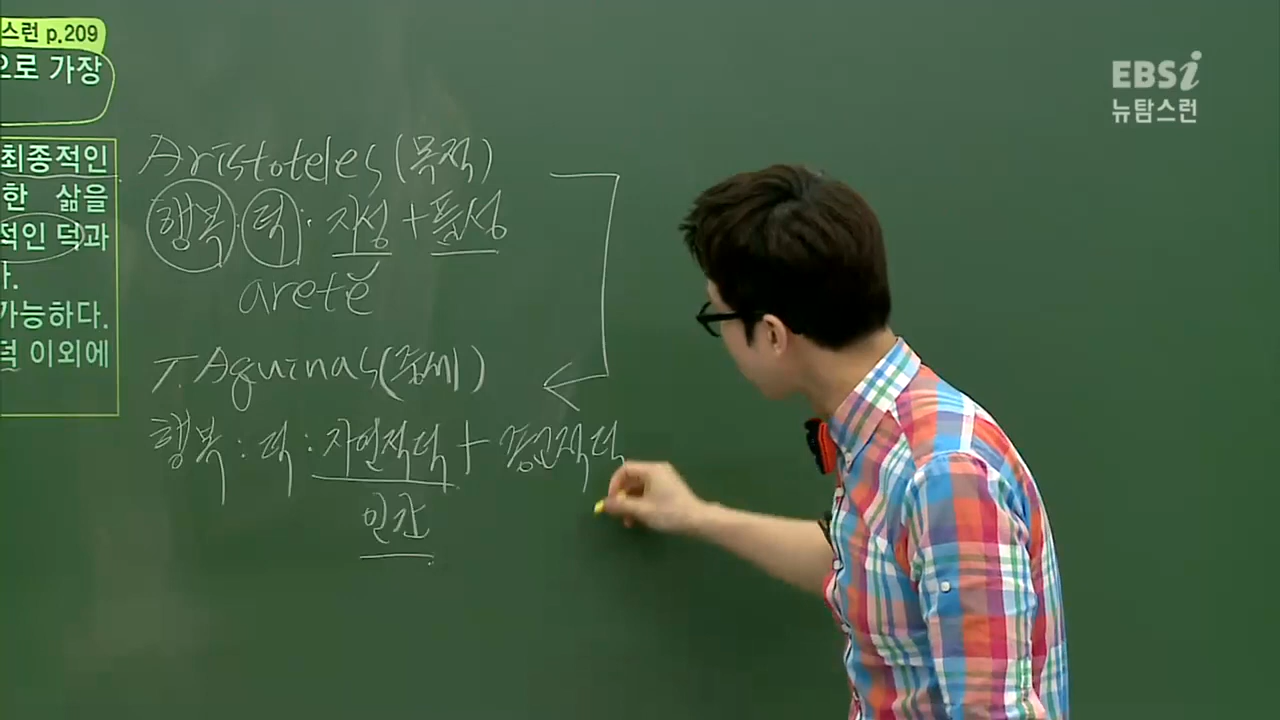 스런 p.209
으로 가장
최종적인
한 삶을
적인 덕과
다.
가능하다.
덕 이외에
Aristoteles (목적)
행복·덕: 지성 + 품성
aretē
T. Aquinas (중세)
행복: 덕: 자연적 덕 + 종교적 덕
인간
EBSi
뉴탐스런